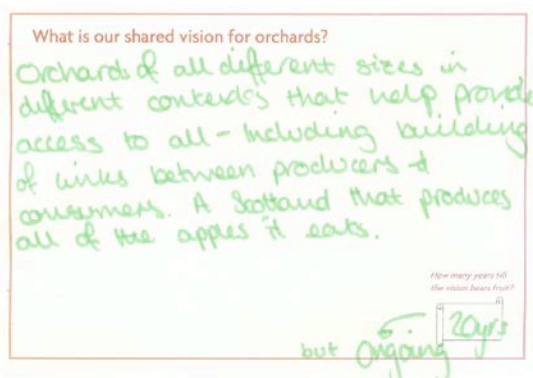 What is our shared vision for orchards?
Orchards of all different sizes in
different contexts that help provide
access to all - Including building
of links between producers &
consumers. A Scotland that produces
all of the apples it eats.
How many years till
the vision bears fruit?
20yrs
but Ongoing